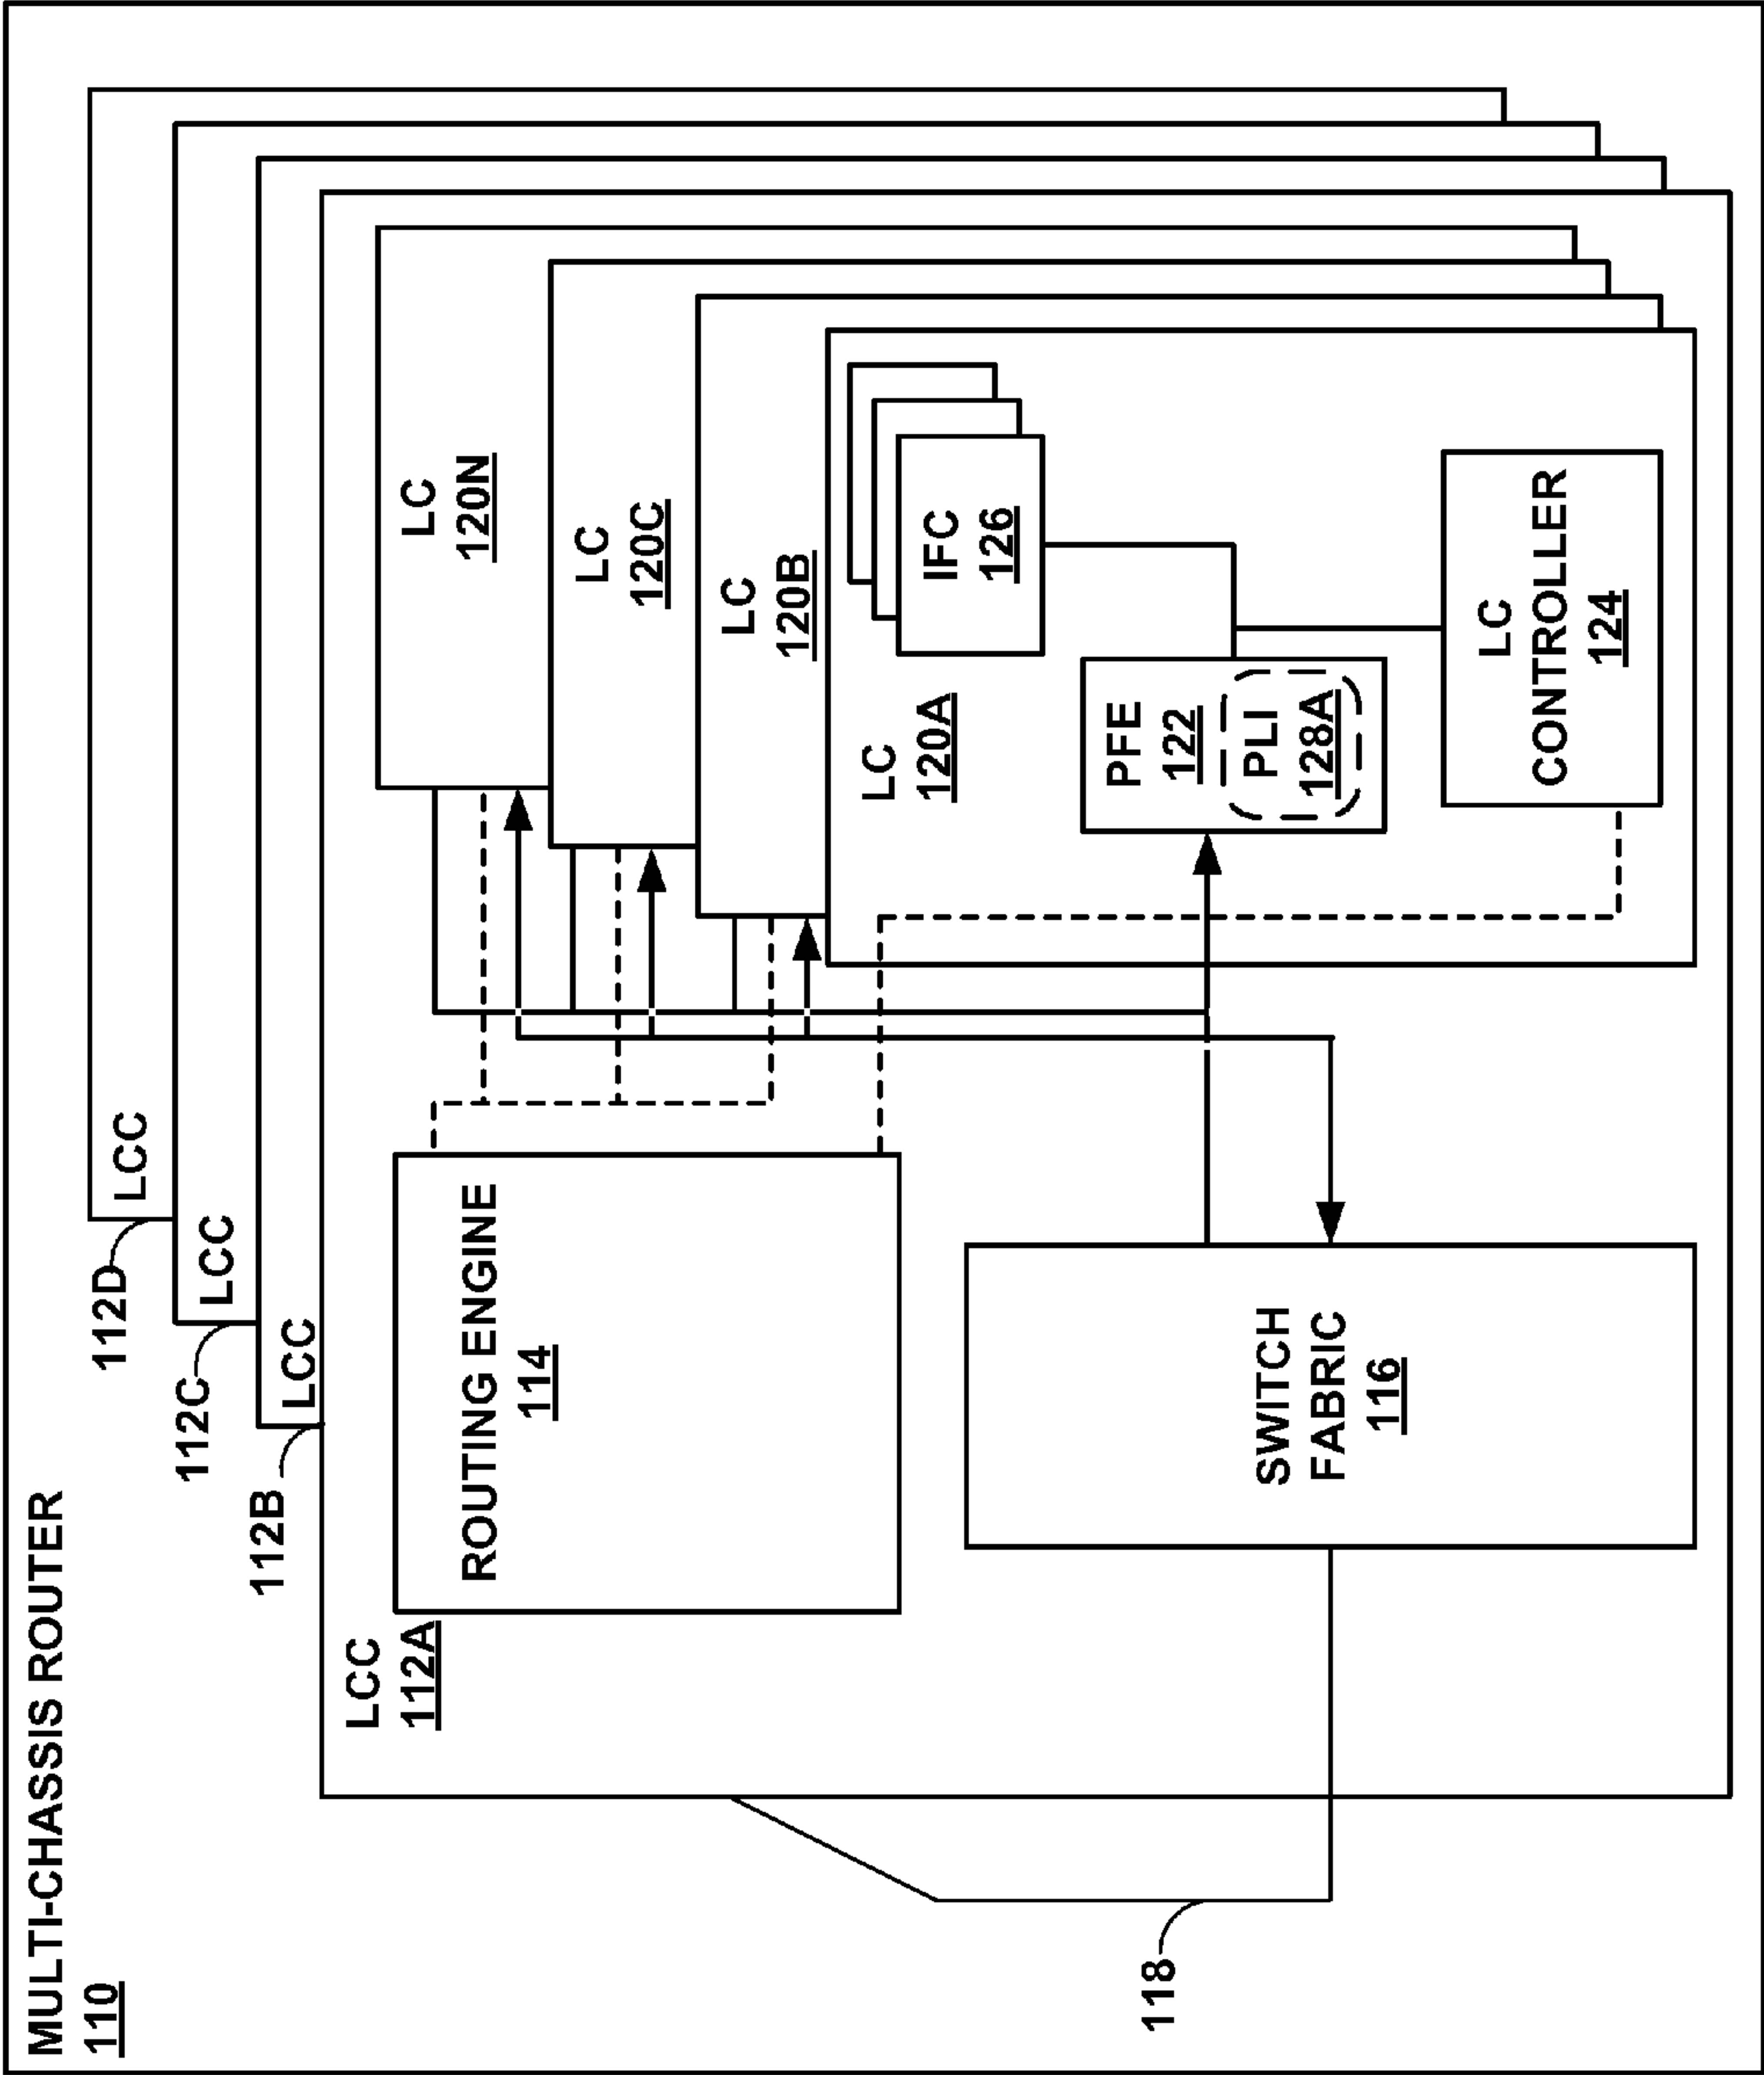 MULTI-CHASSIS ROUTER
110
112D
LCC
112C
LCC
112B
LCC
LCC
112A
ROUTING ENGINE
114
SWITCH
FABRIC
116
118
LC
120N
LC
120C
LC
120B
LC
120A
IFC
126
PFE
122
PLI
128A
LC
CONTROLLER
124